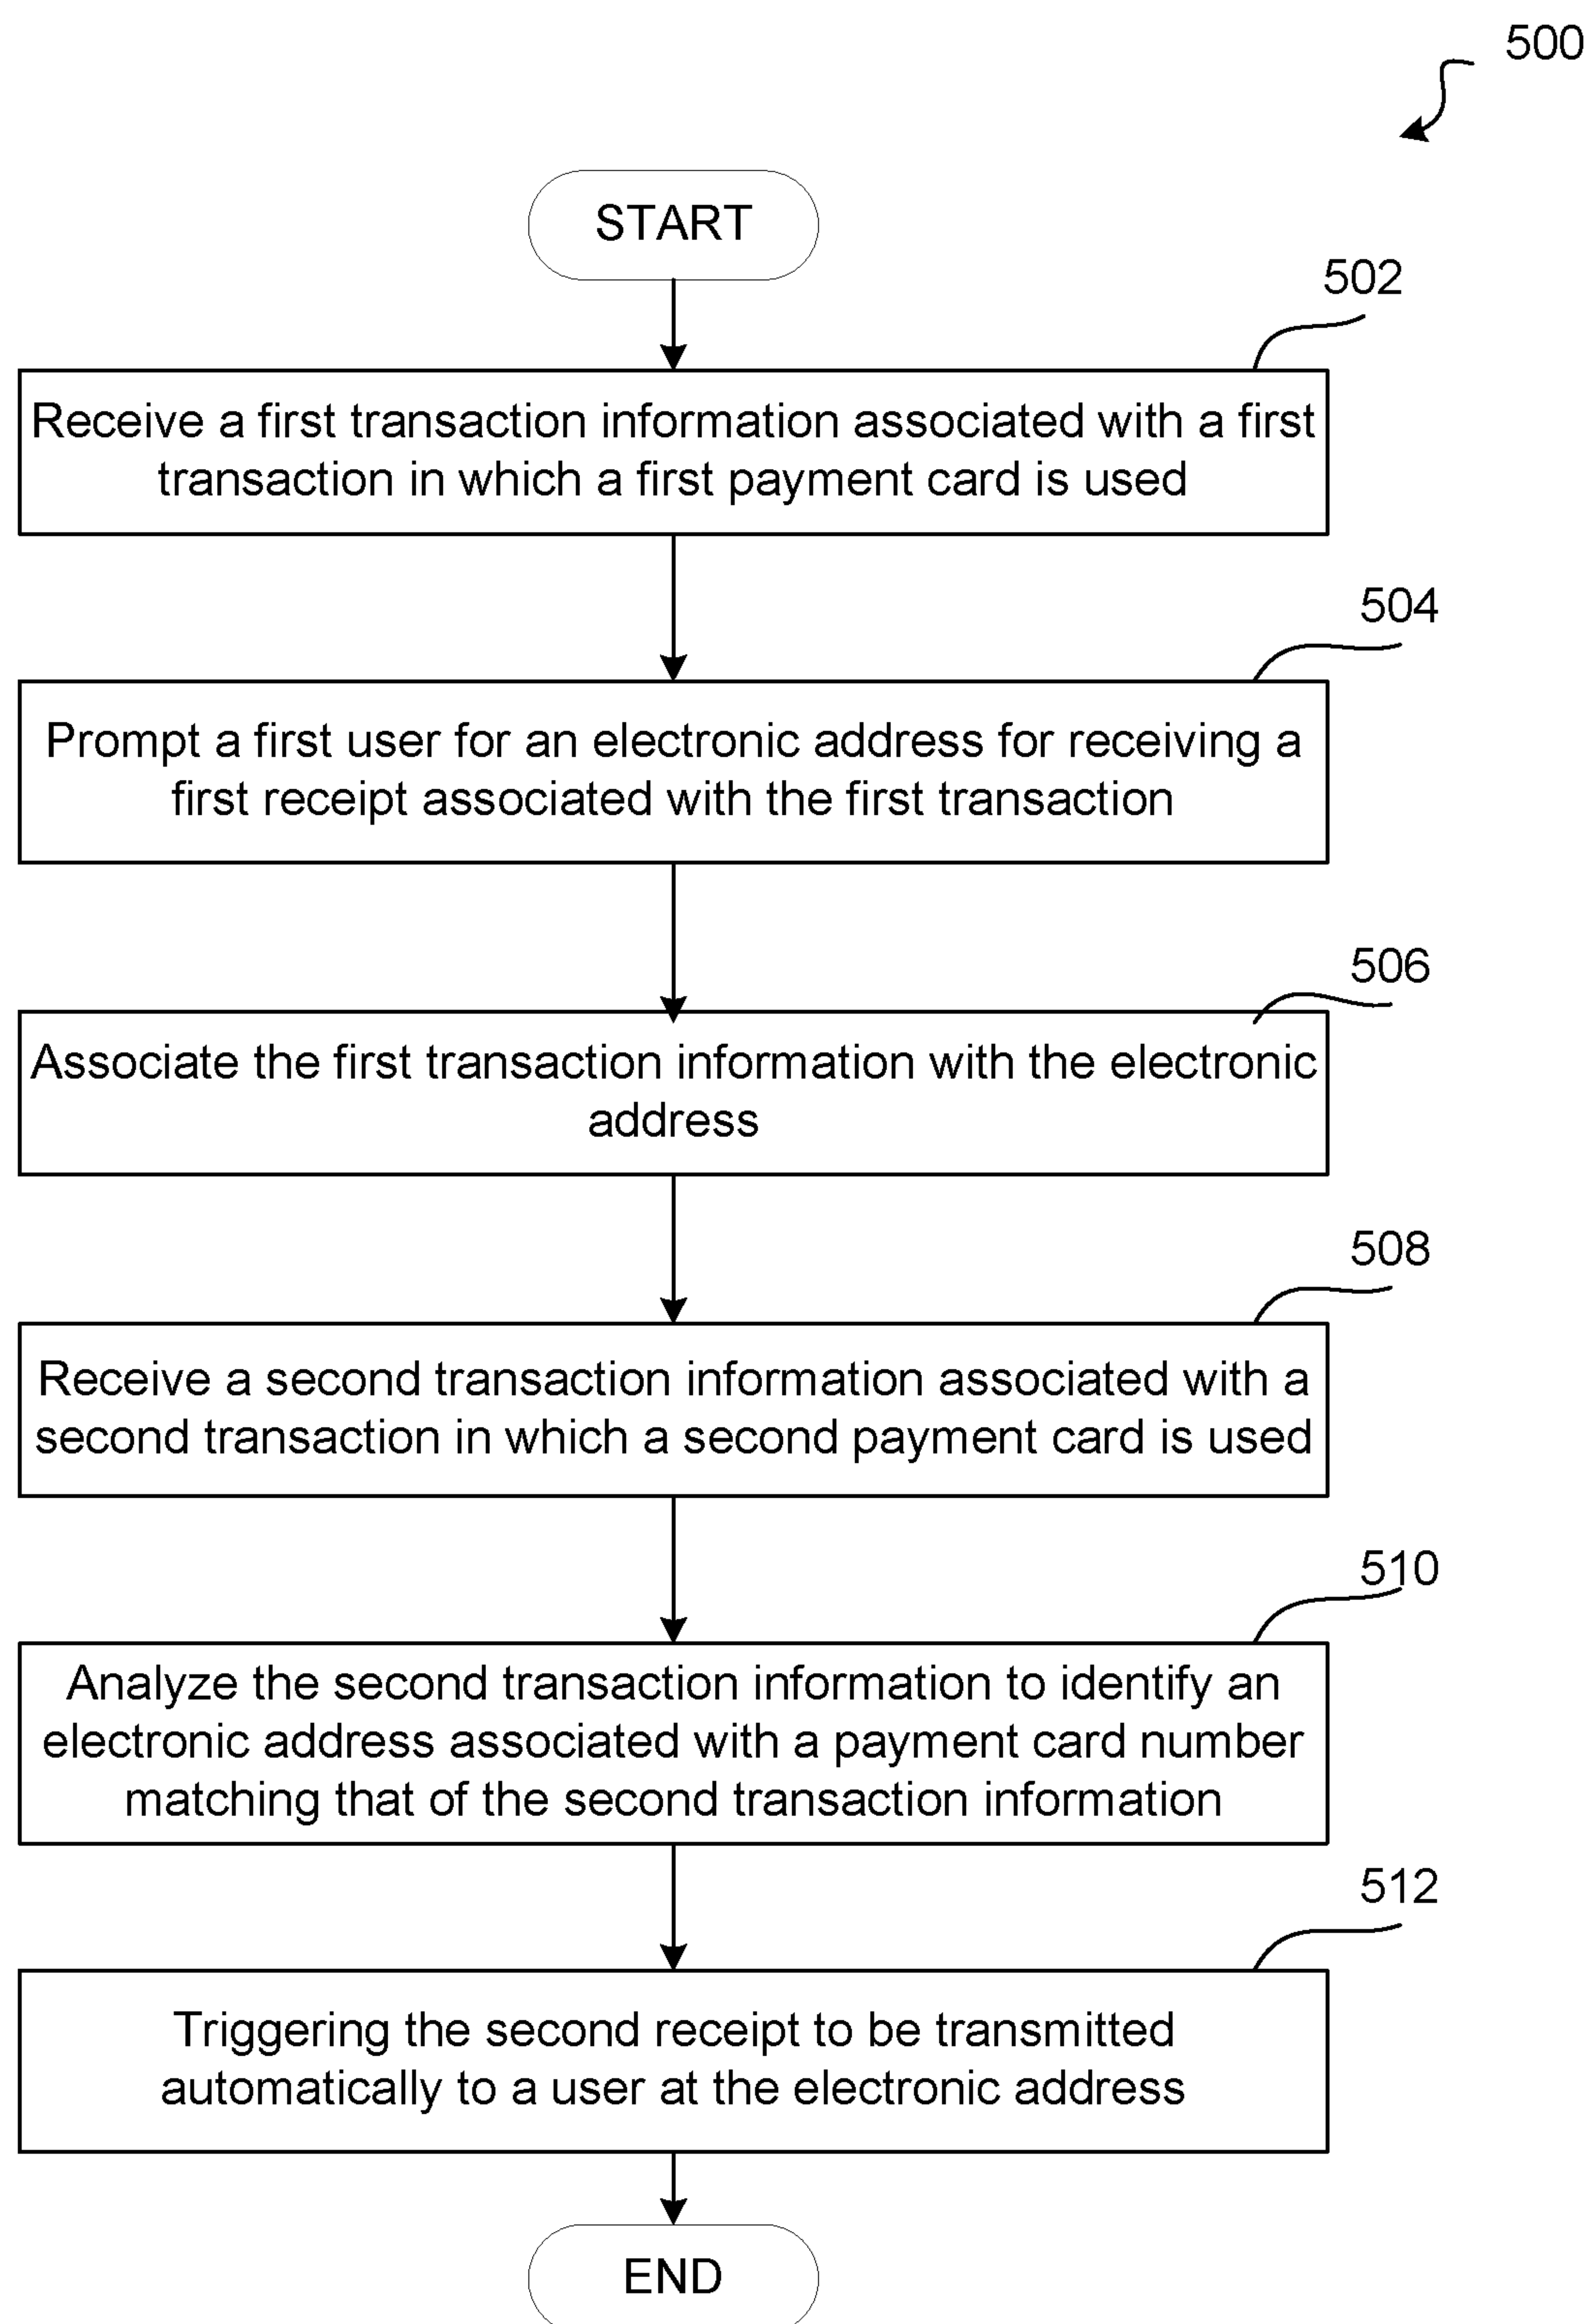 500
START
502
Receive a first transaction information associated with a first
transaction in which a first payment card is used
504
Prompt a first user for an electronic address for receiving a
first receipt associated with the first transaction
506
Associate the first transaction information with the electronic
address
508
Receive a second transaction information associated with a
second transaction in which a second payment card is used
510
Analyze the second transaction information to identify an
electronic address associated with a payment card number
matching that of the second transaction information
512
Triggering the second receipt to be transmitted
automatically to a user at the electronic address
END